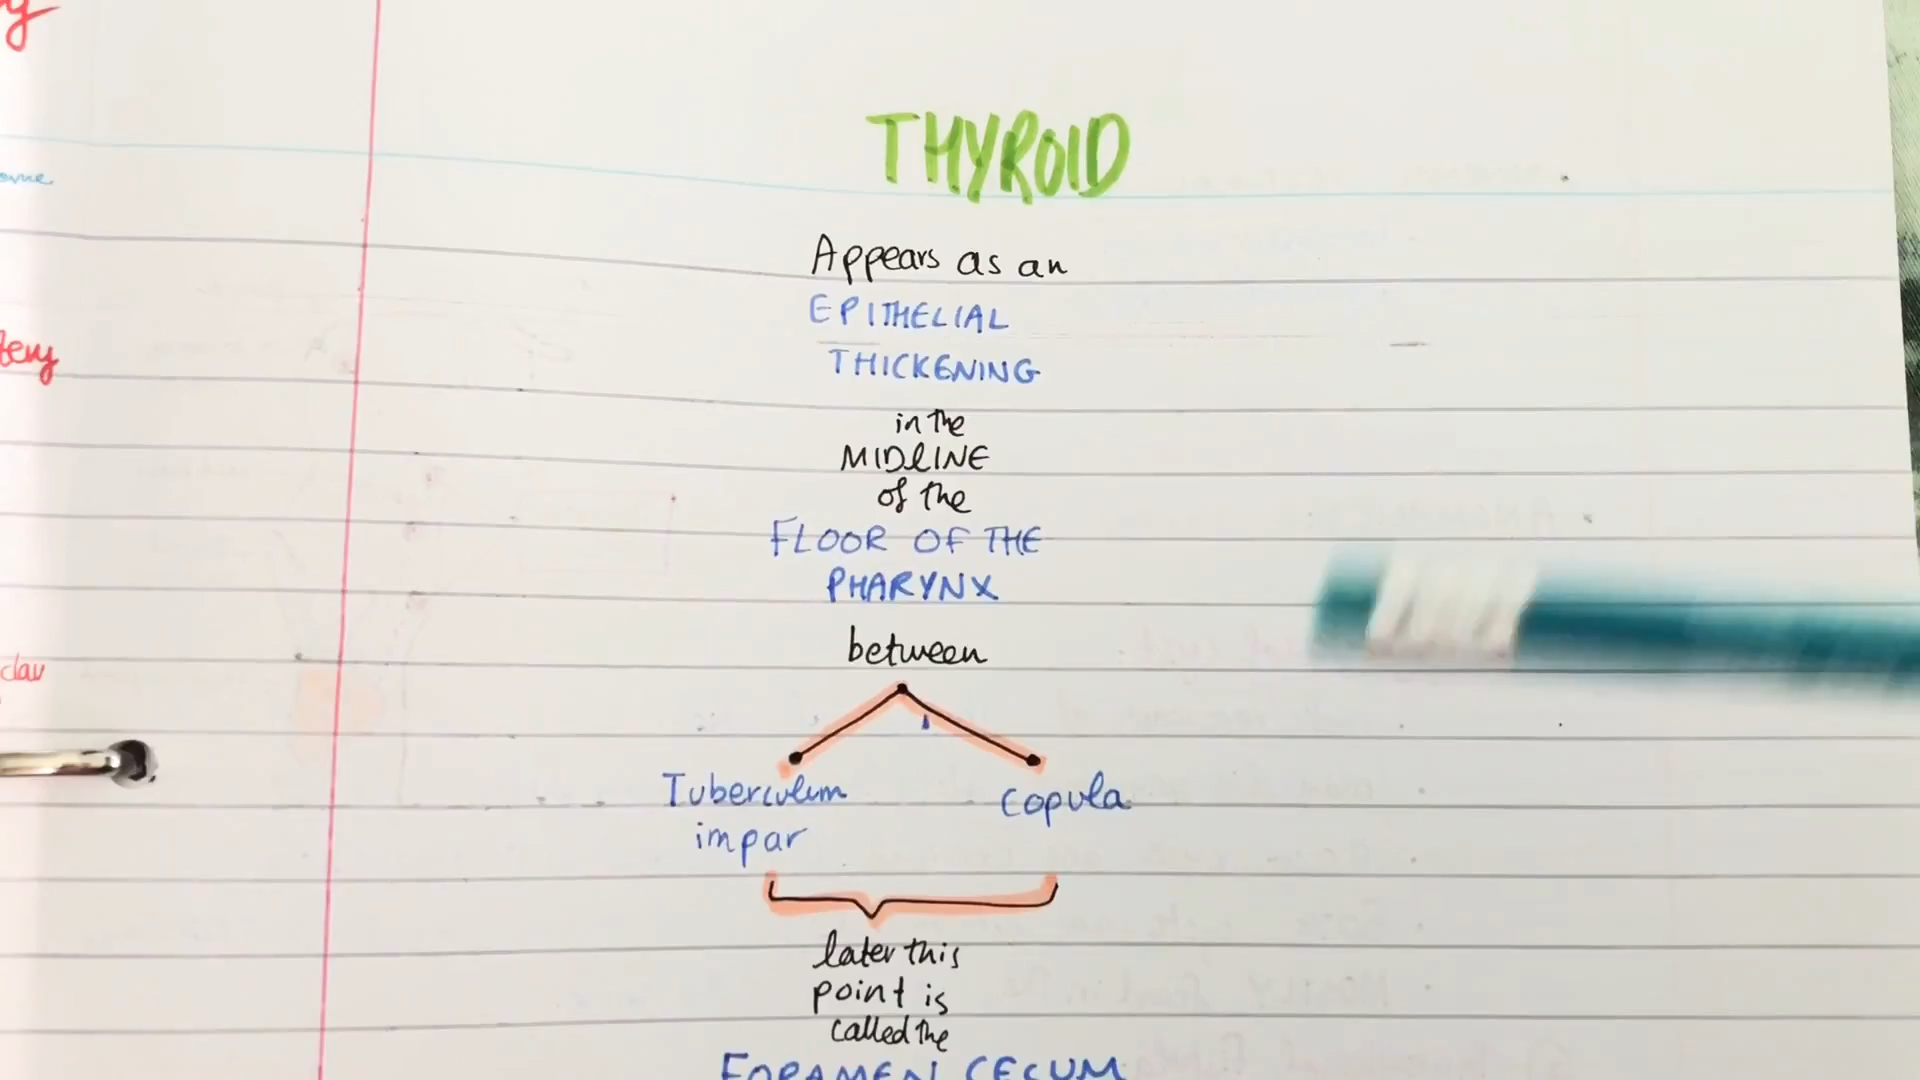 THYROID
Appears as an
EPITHELIAL
THICKENING
in the
MIDLINE
of the
FLOOR OF THE
PHARYNX
between
Tuberculum
impar
copula
later this
point is
called the
FORAMEN CECUM